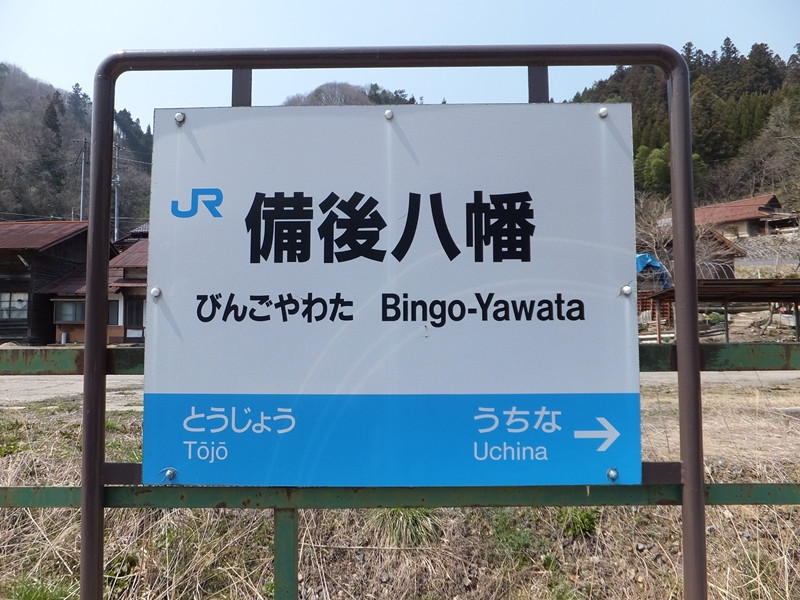 JR 備後八幡
びんごやわた Bingo-Yawata
とうじょう うちな
Tōjō Uchina →